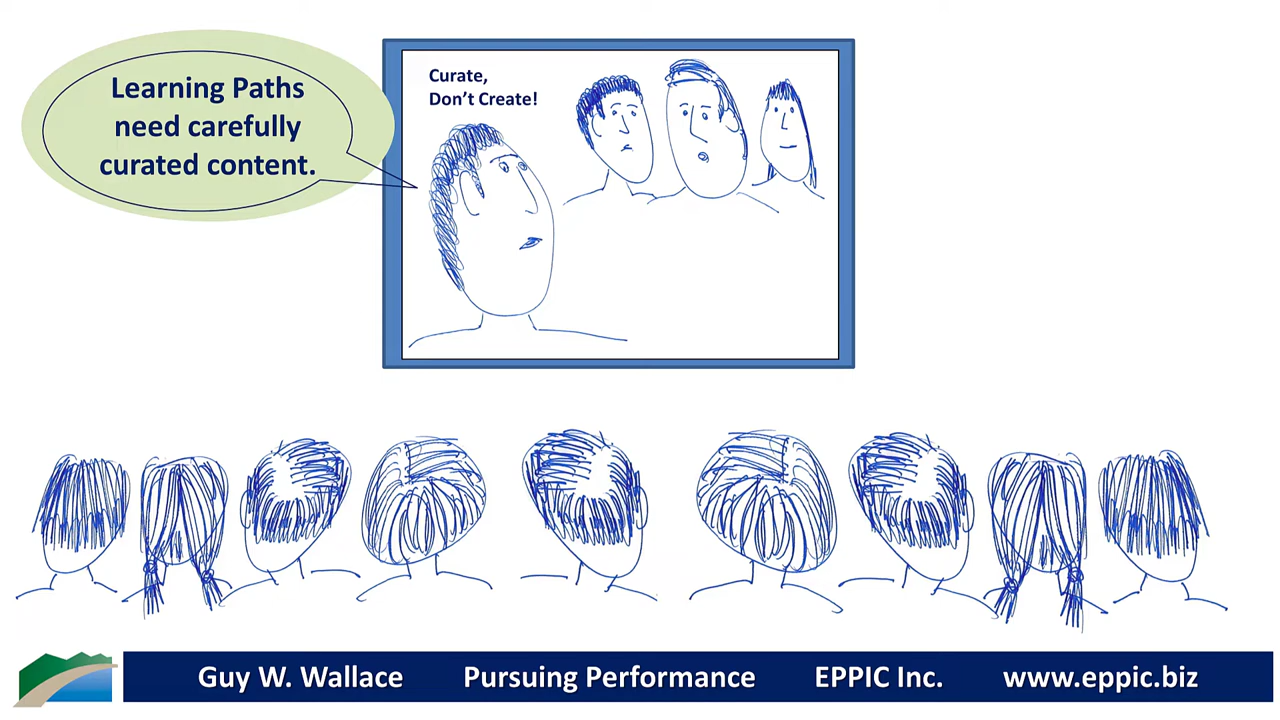 Learning Paths
need carefully
curated content.
Curate,
Don't Create!
Guy W. Wallace Pursuing Performance EPPIC Inc. www.eppic.biz